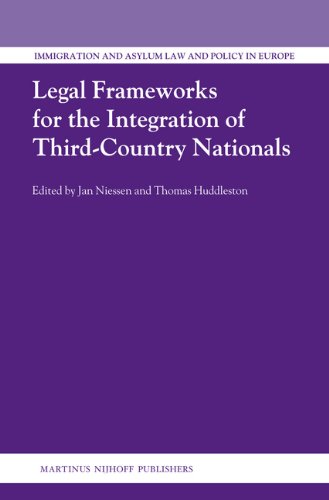 IMMIGRATION AND ASYLUM LAW AND POLICY IN EUROPE
Legal Frameworks
for the Integration of
Third-Country Nationals
Edited by Jan Niessen and Thomas Huddleston
MARTINUS NIJHOFF PUBLISHERS